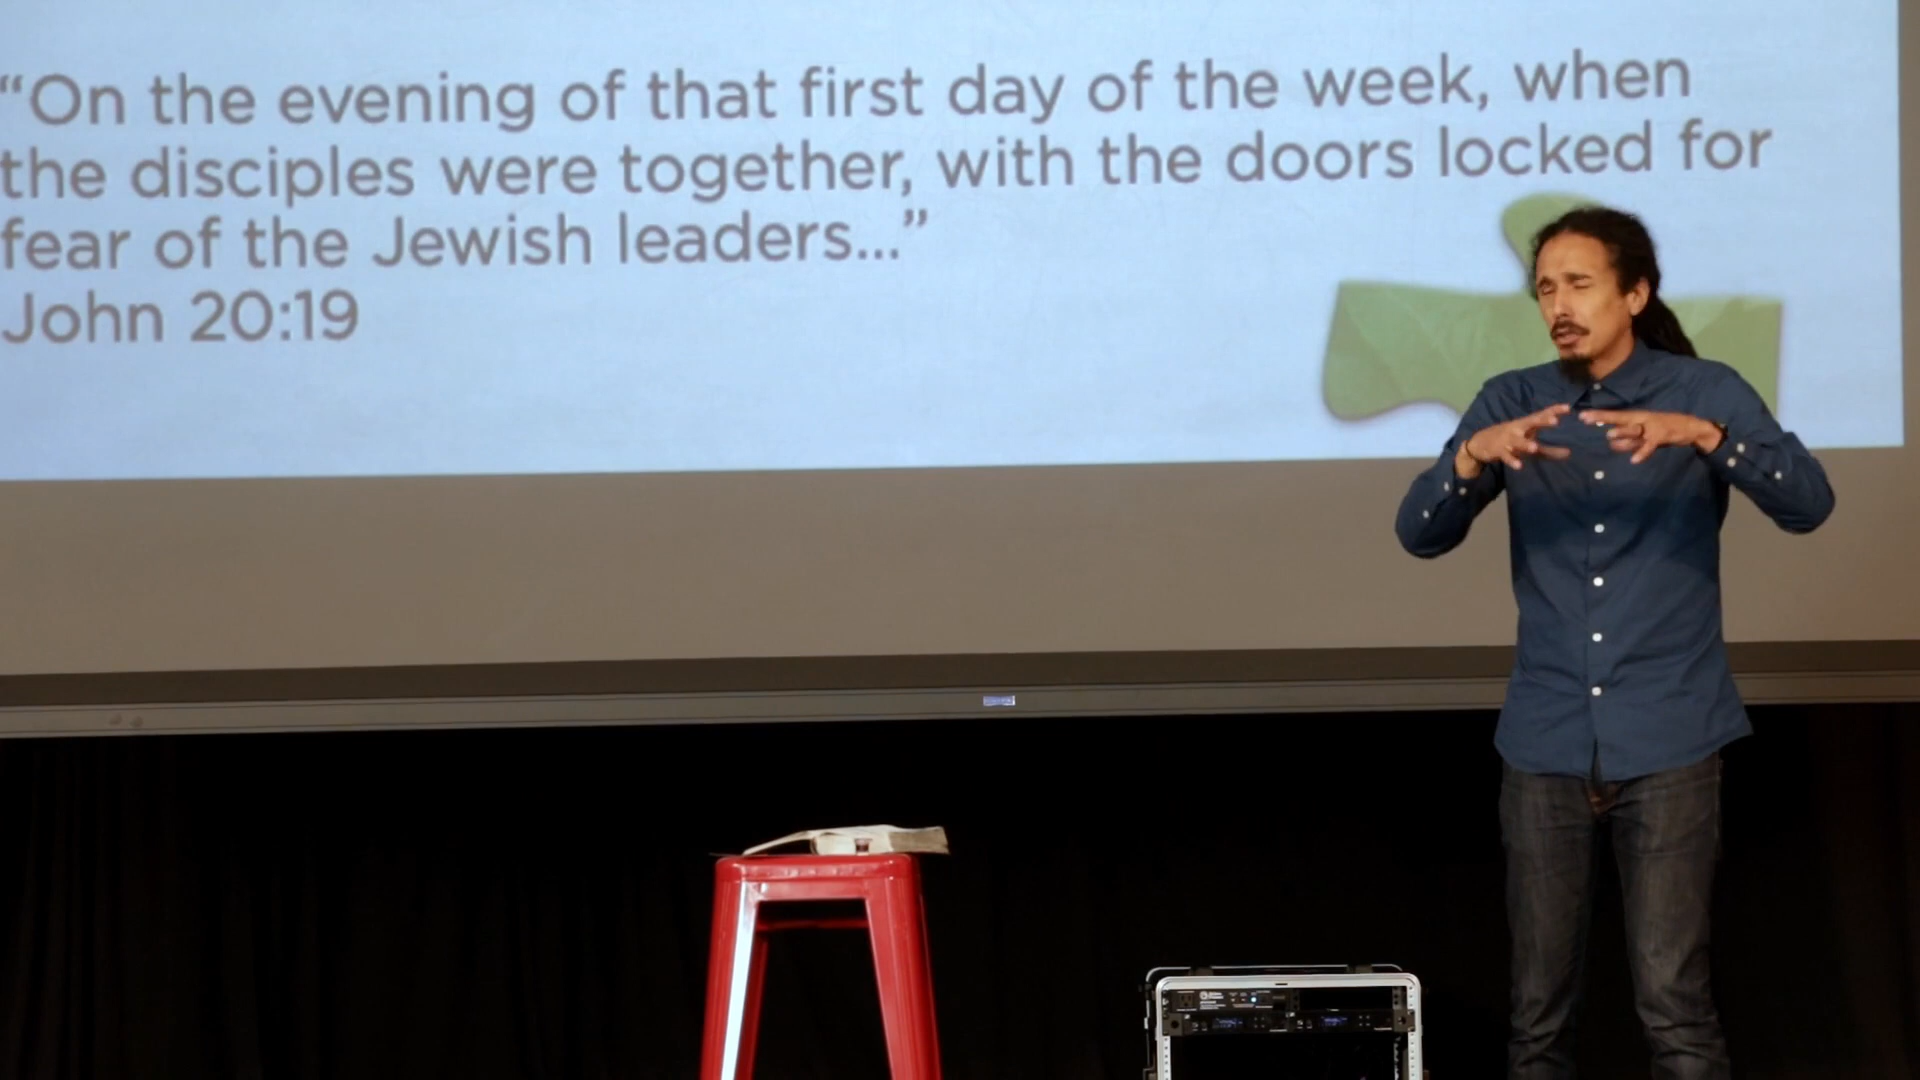 “On the evening of that first day of the week, when
the disciples were together, with the doors locked for
fear of the Jewish leaders...”
John 20:19